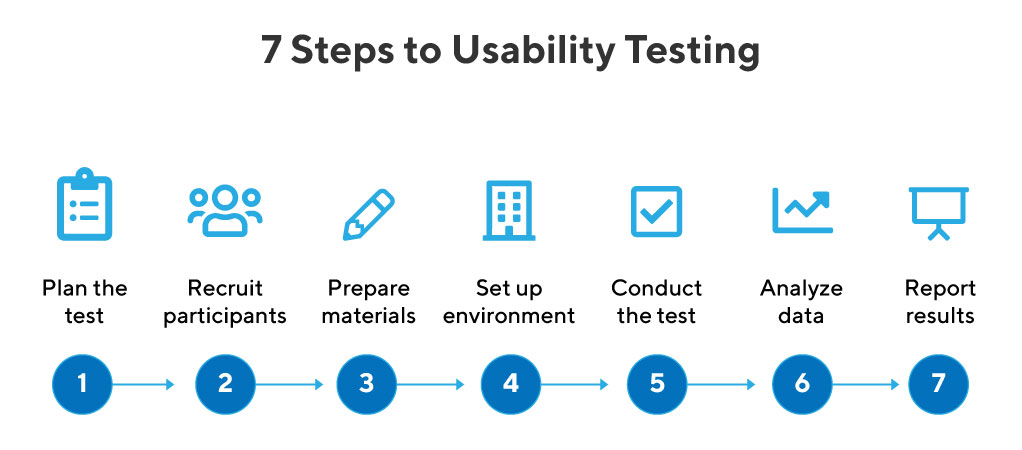 7 Steps to Usability Testing
Plan the
test
Recruit
participants
Prepare
materials
Set up
environment
Conduct
the test
Analyze
data
Report
results
1
2
3
4
5
6
7